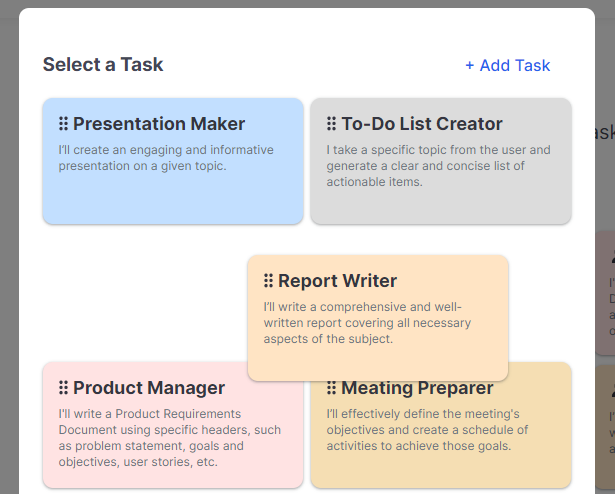 Select a Task
+ Add Task
Presentation Maker
I'll create an engaging and informative
presentation on a given topic.
To-Do List Creator
I take a specific topic from the user and
generate a clear and concise list of
actionable items.
Report Writer
I'll write a comprehensive and well-
written report covering all necessary
aspects of the subject.
Product Manager
I'll write a Product Requirements
Document using specific headers, such
as problem statement, goals and
objectives, user stories, etc.
Meating Preparer
I'll effectively define the meeting's
objectives and create a schedule of
activities to achieve those goals.